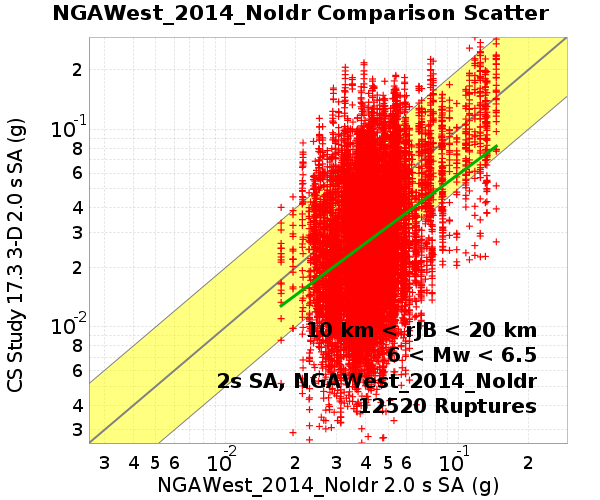 NGAWest_2014_NoIdr Comparison Scatter
CS Study 17.3 3-D 2.0 s SA (g)
2
10-1
8
6
4
3
2
10-2
8
6
4
3
10 km < rJB < 20 km
6 < Mw < 6.5
2s SA, NGAWest_2014_NoIdr
12520 Ruptures
3 4 5 6 10-2 2 3 4 5 6 10-1 2
NGAWest_2014_NoIdr 2.0 s SA (g)